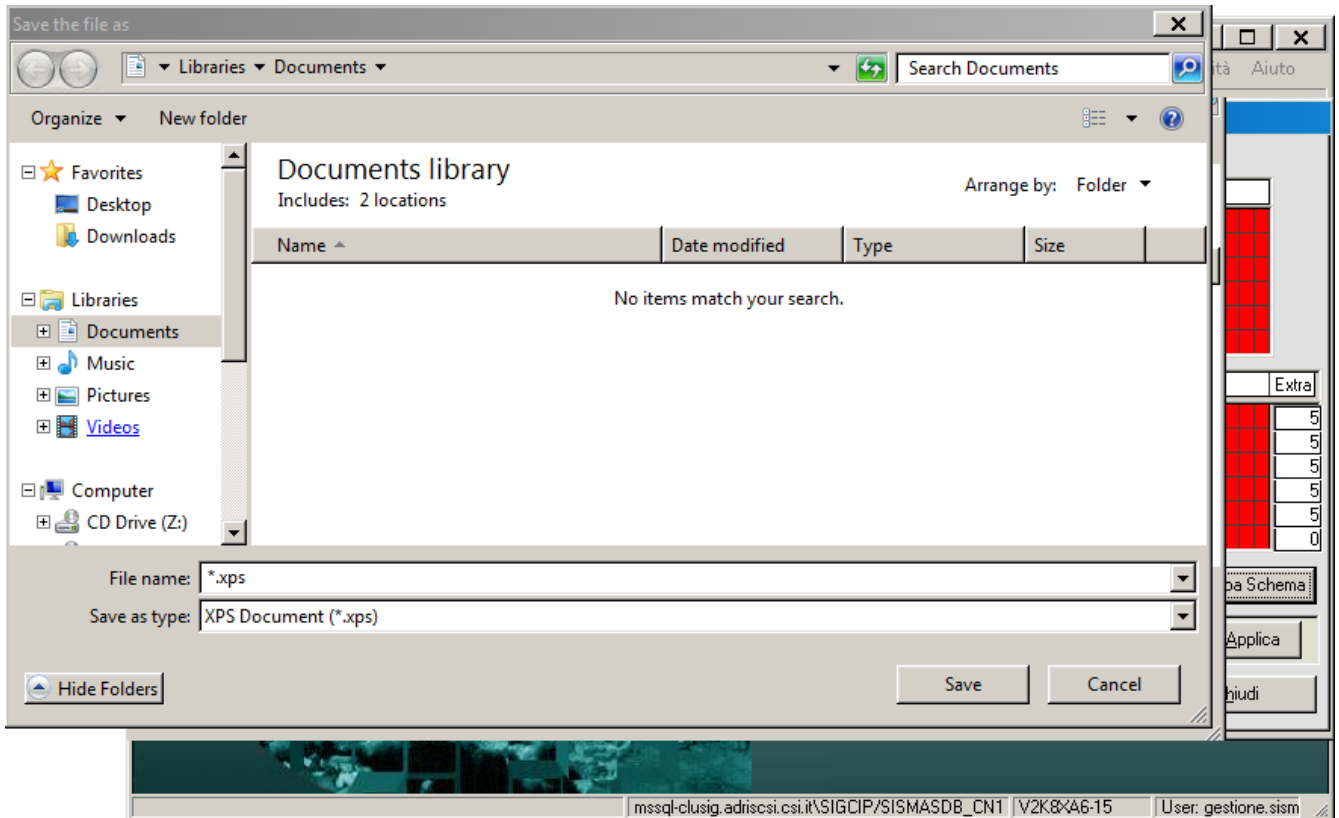 Save the file as
Libraries Documents
Search Documents
ità Aiuto
Organize New folder
Favorites
Desktop
Downloads
Libraries
Documents
Music
Pictures
Videos
Computer
CD Drive (Z:)
Documents library
Includes: 2 locations
Arrange by: Folder
Name Date modified Type Size
No items match your search.
Extra
5
5
5
5
5
0
File name: *.xps
Save as type: XPS Document (*.xps)
pa Schema
Applica
Hide Folders Save Cancel
hiudi
mssql-clusig.adriscsi.csi.it\SIGCIP/SISMASDB_CN1 V2K8XA6-15 User: gestione.sism